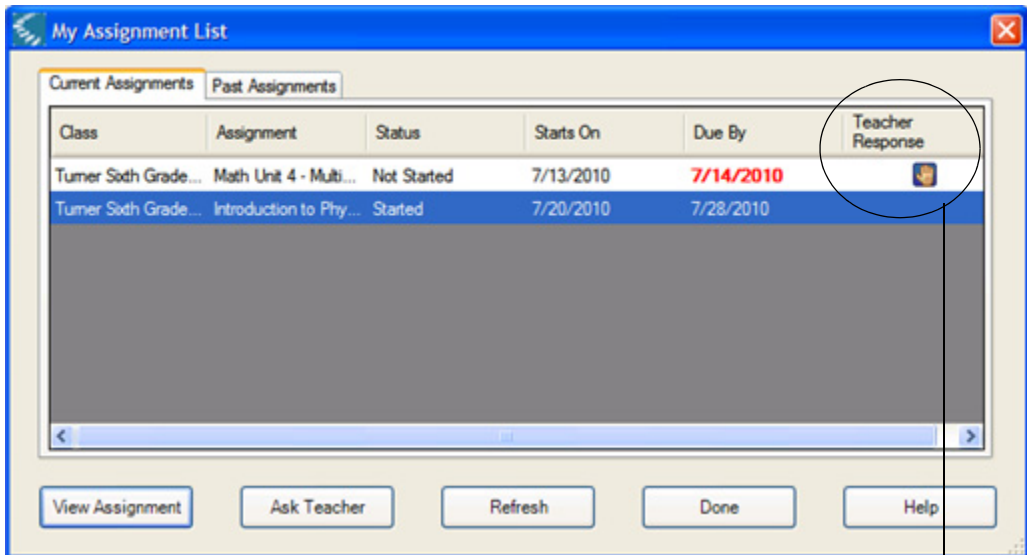 My Assignment List
Current Assignments Past Assignments
Class Assignment Status Starts On Due By Teacher Response
Turner Sixth Grade... Math Unit 4 - Multi... Not Started 7/13/2010 7/14/2010
Turner Sixth Grade... Introduction to Phy... Started 7/20/2010 7/28/2010
View Assignment Ask Teacher Refresh Done Help